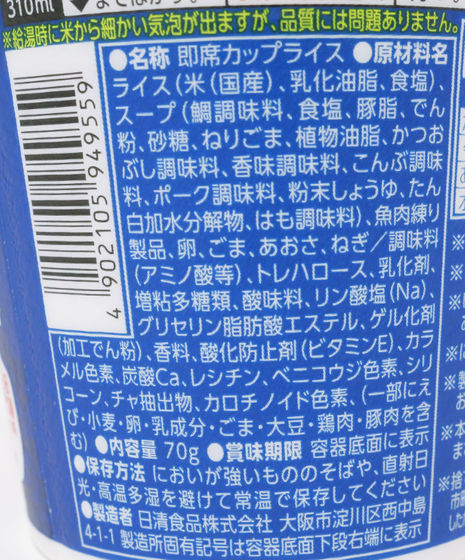 310ml
※給湯時に米から細かい気泡が出ますが、品質には問題ありません。
●名称 即席カップライス ●原材料名
ライス(米(国産)、乳化油脂、食塩)、
スープ(鯛調味料、食塩、豚脂、でん
粉、砂糖、ねりごま、植物油脂、かつお
ぶし調味料、香味調味料、こんぶ調味
料、ポーク調味料、粉末しょうゆ、たん
白加水分解物、はも調味料)、魚肉練り
製品、卵、ごま、あおさ、ねぎ/調味料
(アミノ酸等)、トレハロース、乳化剤、
増粘多糖類、酸味料、リン酸塩(Na)、
グリセリン脂肪酸エステル、ゲル化剤
(加工でん粉)、香料、酸化防止剤(ビタミンE)、カラ
メル色素、炭酸Ca、レシチン、ベニコウジ色素、シリ
コーン、チャ抽出物、カロチノイド色素、(一部にえ
び・小麦・卵・乳成分・ごま・大豆・鶏肉・豚肉を含
む) ●内容量 70g ●賞味期限 容器底面に表示
●保存方法 においが強いもののそばや、直射日
光・高温多湿を避けて常温で保存してください
●製造者 日清食品株式会社 大阪市淀川区西中島
4-1-1 製造所固有記号は容器底面下段右端に表示
4 902105 949559